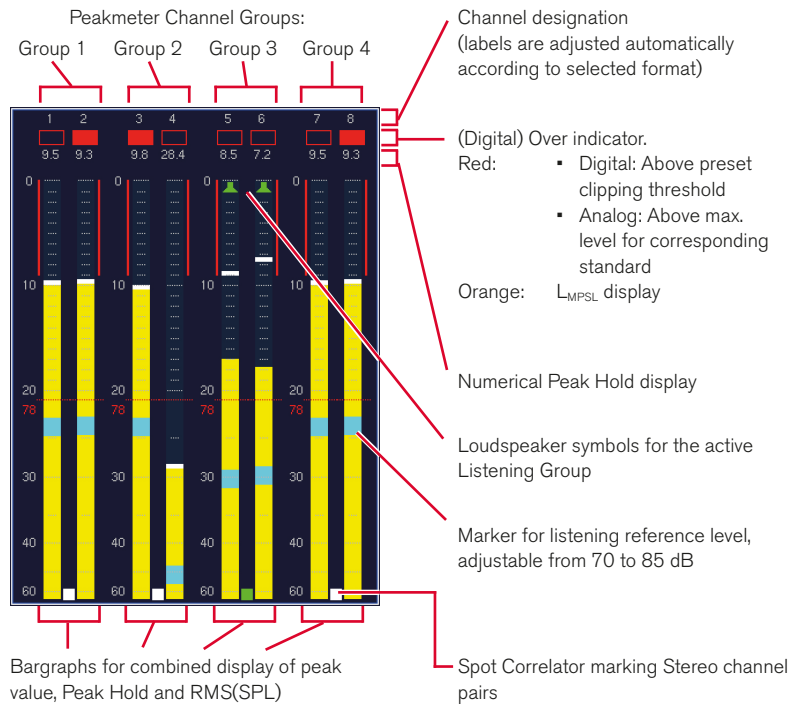 Peakmeter Channel Groups:
Group 1 Group 2 Group 3 Group 4
Channel designation
(labels are adjusted automatically
according to selected format)
1 2 3 4 5 6 7 8
9.5 9.3 9.8 28.4 8.5 7.2 9.5 9.3
(Digital) Over indicator.
Red: ▪ Digital: Above preset
clipping threshold
▪ Analog: Above max.
level for corresponding
standard
Orange: LMPSL display
0 0 0 0
10 10 10 10
20 20 20 20
78 78 78 78
30 30 30 30
40 40 40 40
60 60 60 60
Numerical Peak Hold display
Loudspeaker symbols for the active
Listening Group
Marker for listening reference level,
adjustable from 70 to 85 dB
Bargraphs for combined display of peak
value, Peak Hold and RMS(SPL)
Spot Correlator marking Stereo channel
pairs